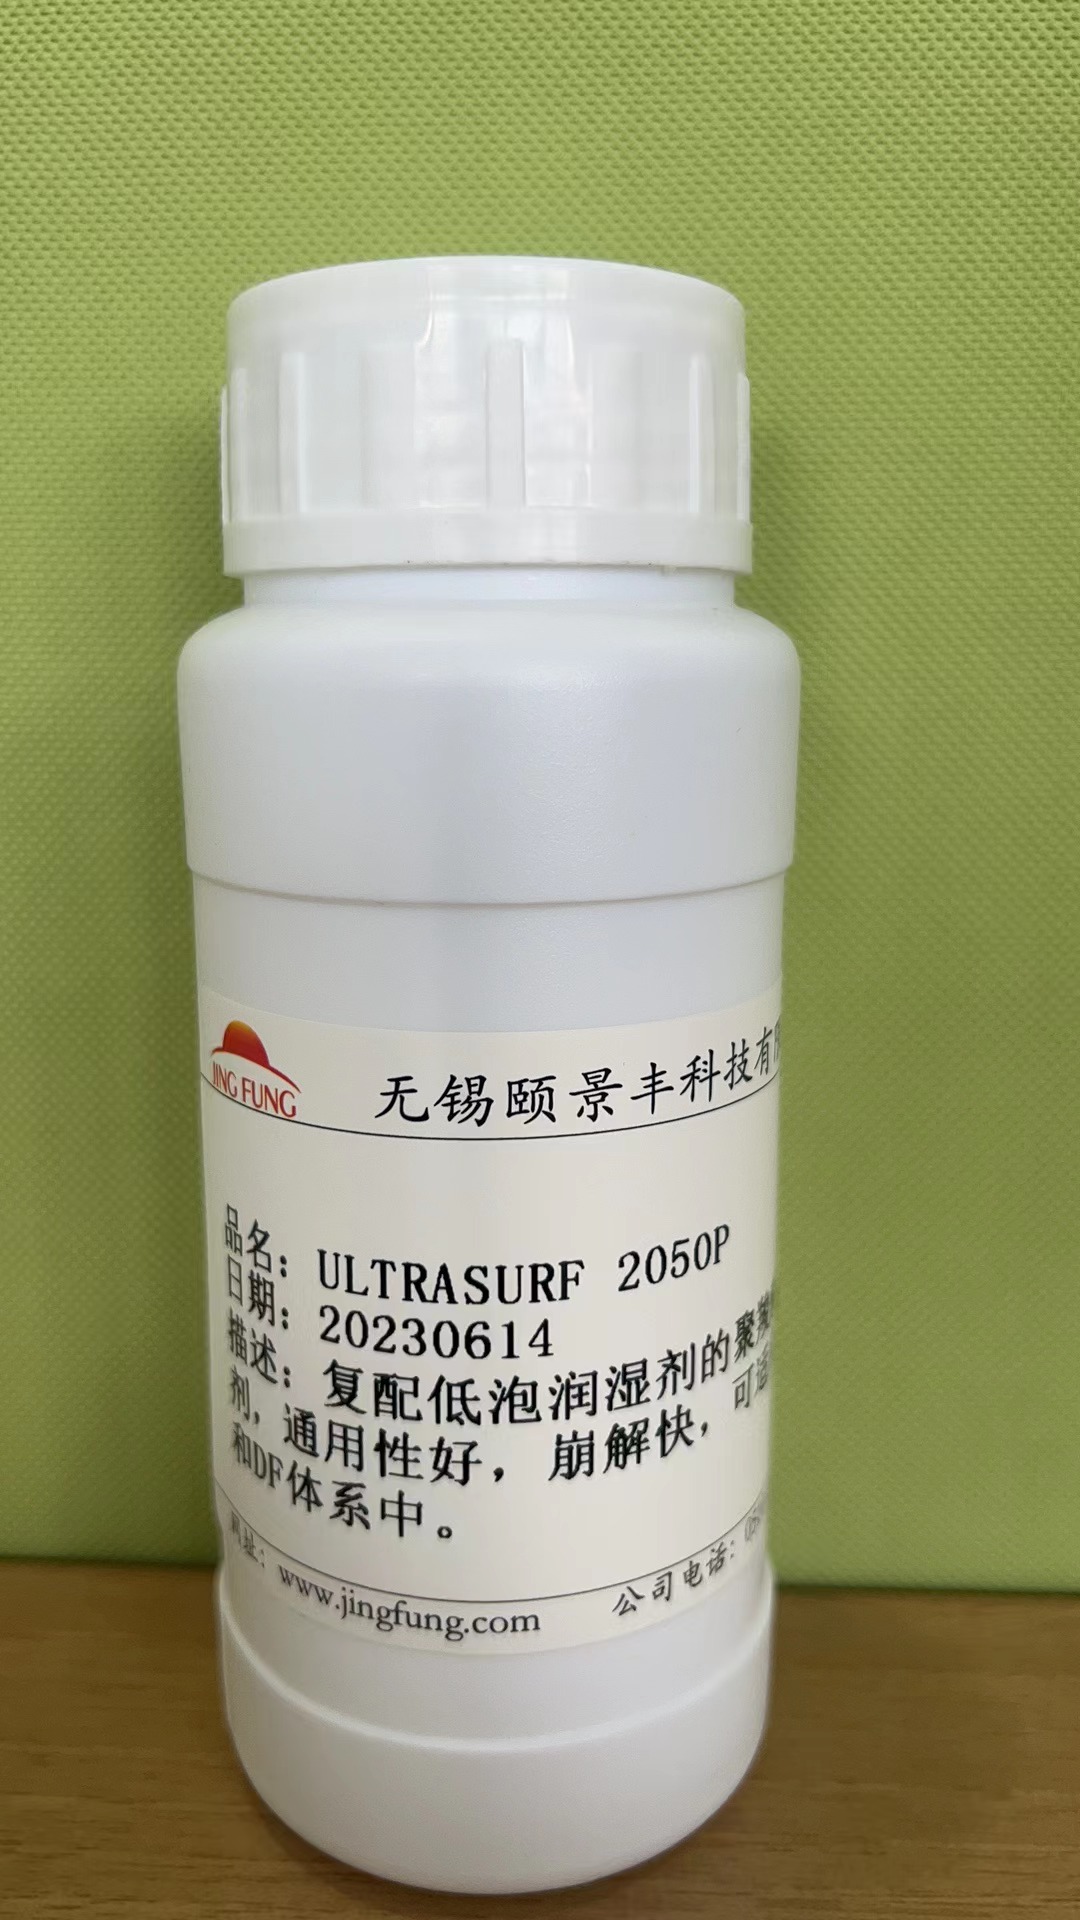 JING FUNG
无锡颐景丰科技有
品名: ULTRASURF 2050P
日期: 20230614
描述: 复配低泡润湿剂的聚羧
剂,通用性好,崩解快,可适
和DF体系中。
网址: www.jingfung.com 公司电话: